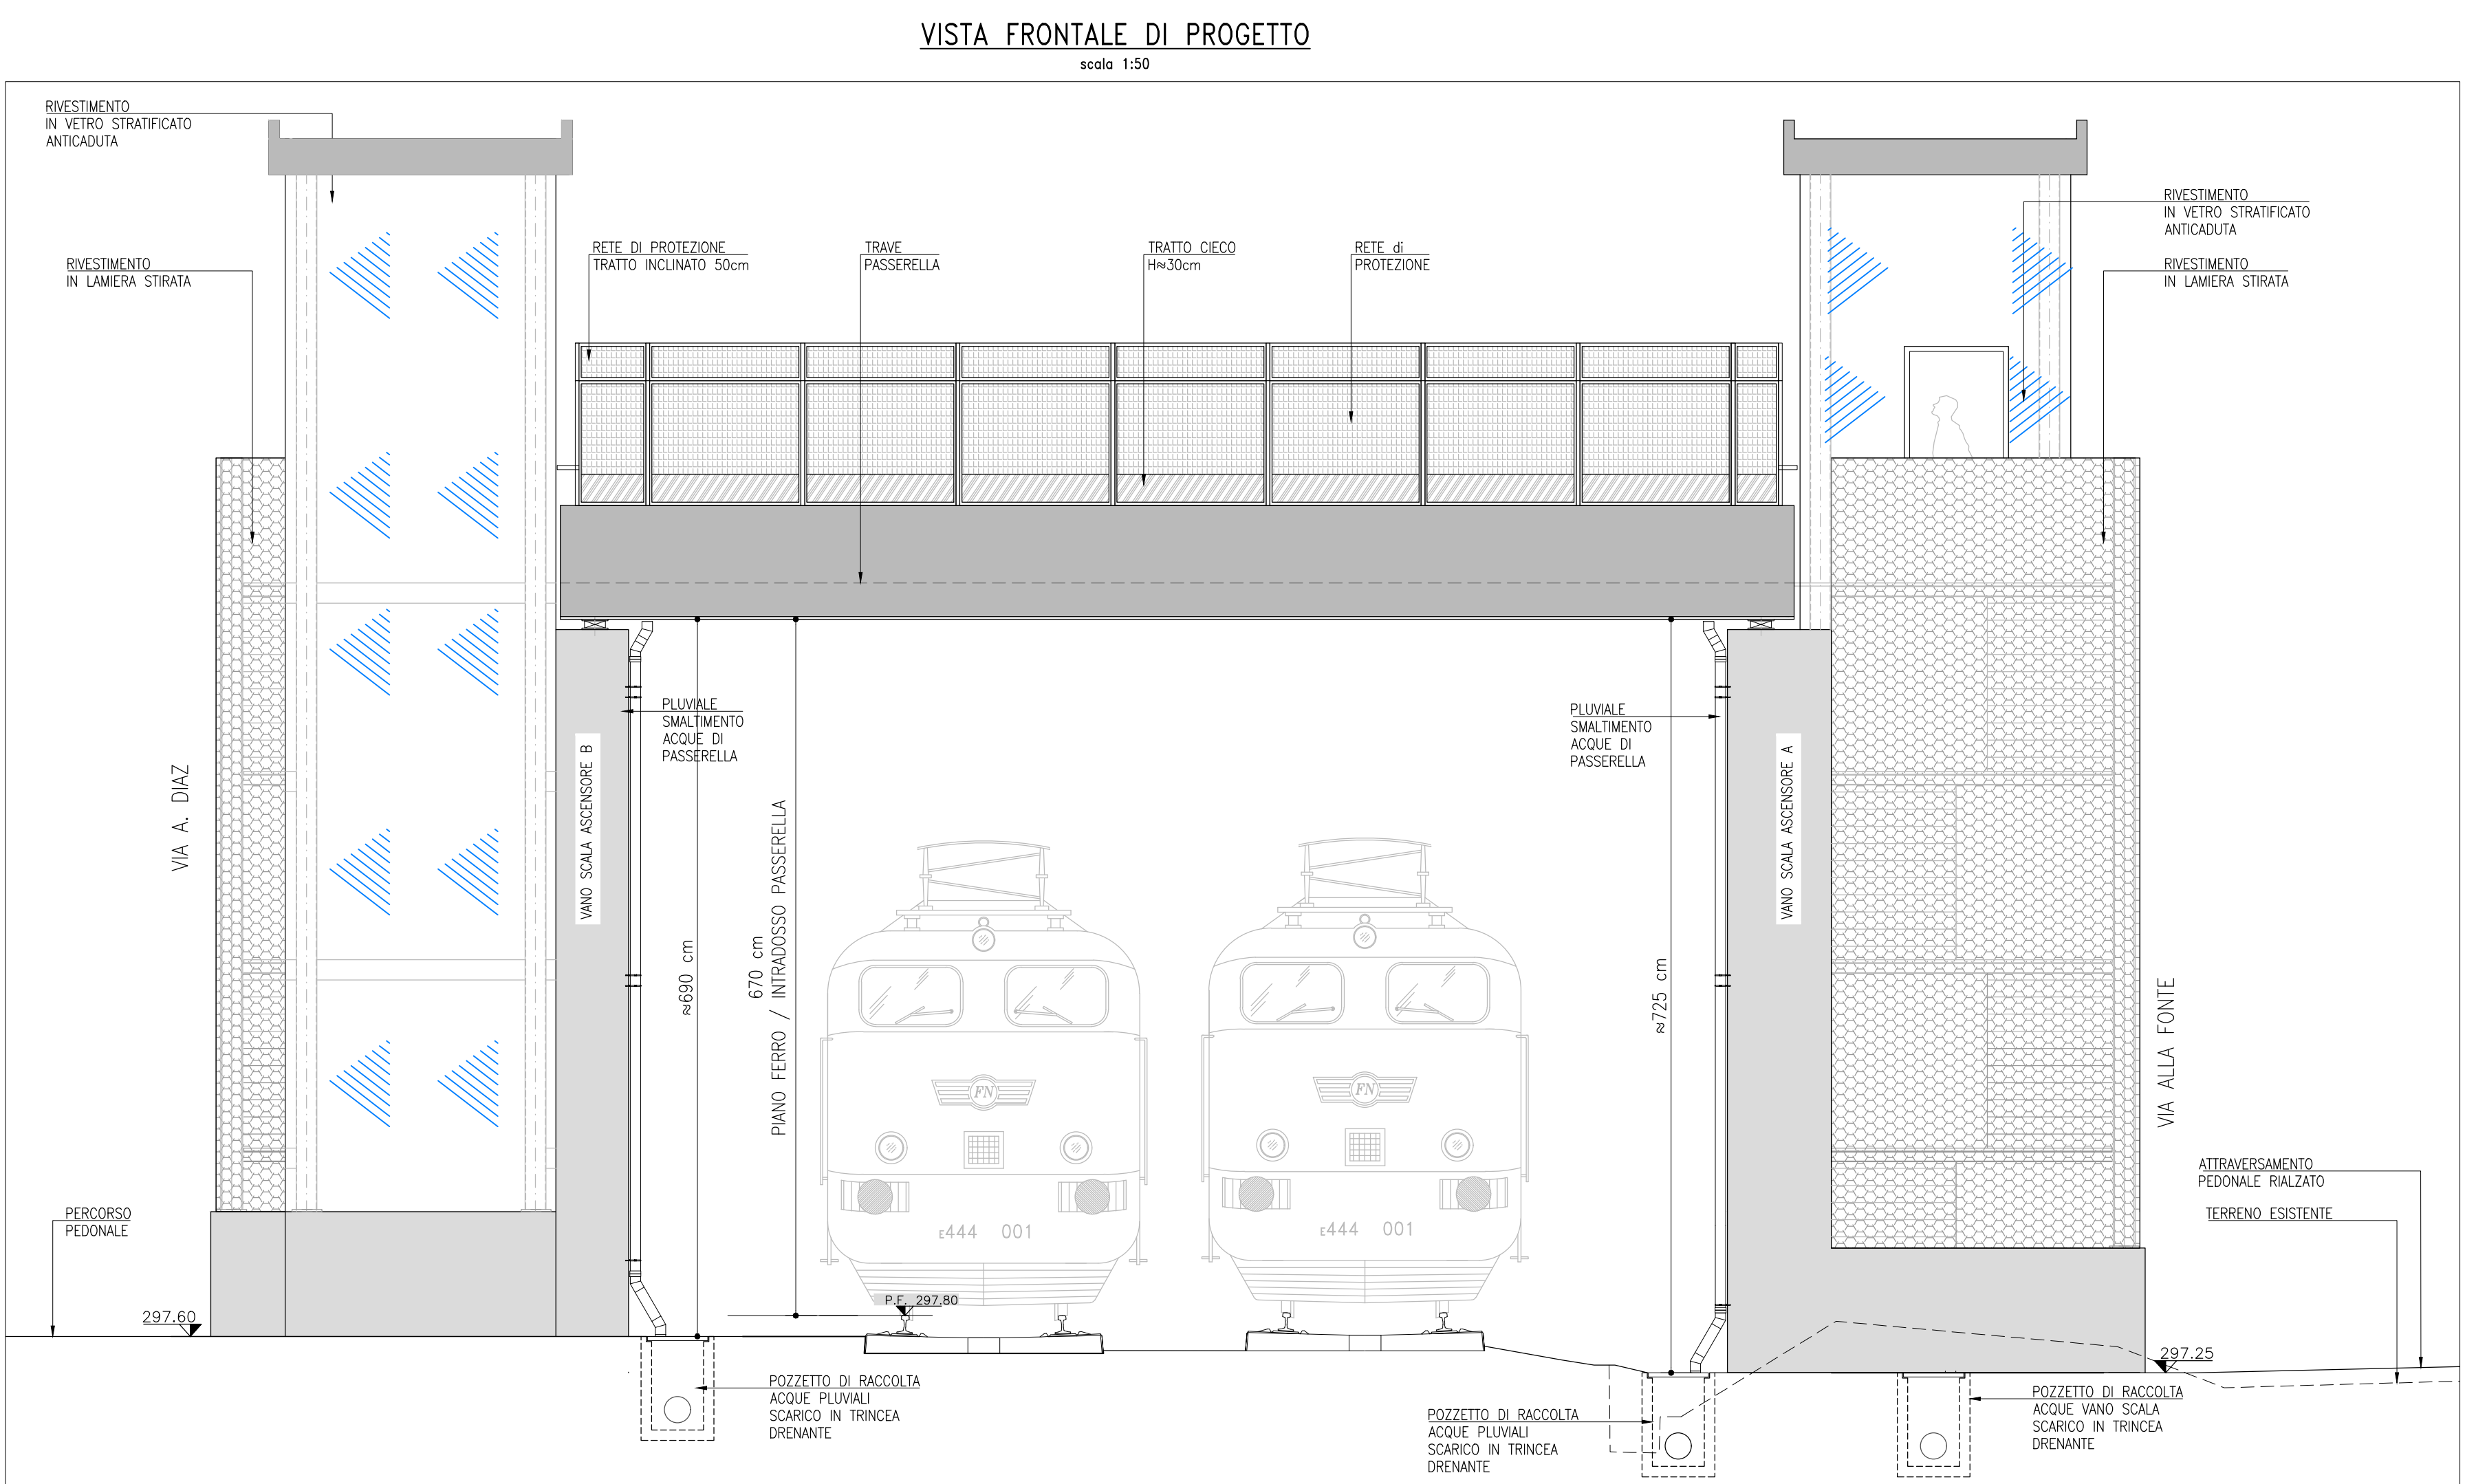 VISTA FRONTALE DI PROGETTO
scala 1:50
RIVESTIMENTO
IN VETRO STRATIFICATO
ANTICADUTA
RIVESTIMENTO
IN LAMIERA STIRATA
RETE DI PROTEZIONE
TRATTO INCLINATO 50cm
TRAVE
PASSERELLA
TRATTO CIECO
H≈30cm
RETE di
PROTEZIONE
RIVESTIMENTO
IN VETRO STRATIFICATO
ANTICADUTA
RIVESTIMENTO
IN LAMIERA STIRATA
VIA A. DIAZ
VANO SCALA ASCENSORE B
PLUVIALE
SMALTIMENTO
ACQUE DI
PASSERELLA
≈690 cm
670 cm
PIANO FERRO / INTRADOSSO PASSERELLA
PLUVIALE
SMALTIMENTO
ACQUE DI
PASSERELLA
≈725 cm
VANO SCALA ASCENSORE A
VIA ALLA FONTE
FN
E444 001
FN
E444 001
P.F. 297.80
PERCORSO
PEDONALE
297.60
ATTRAVERSAMENTO
PEDONALE RIALZATO
TERRENO ESISTENTE
297.25
POZZETTO DI RACCOLTA
ACQUE PLUVIALI
SCARICO IN TRINCEA
DRENANTE
POZZETTO DI RACCOLTA
ACQUE PLUVIALI
SCARICO IN TRINCEA
DRENANTE
POZZETTO DI RACCOLTA
ACQUE VANO SCALA
SCARICO IN TRINCEA
DRENANTE